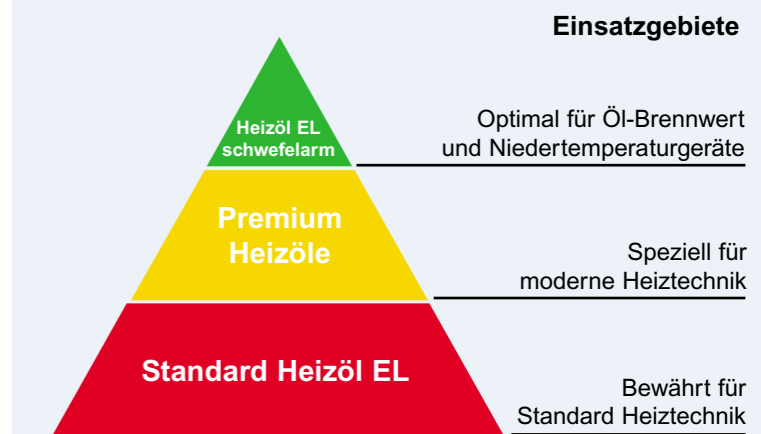 Einsatzgebiete
Heizöl EL
schwefelarm
Optimal für Öl-Brennwert
und Niedertemperaturgeräte
Premium
Heizöle
Speziell für
moderne Heiztechnik
Standard Heizöl EL
Bewährt für
Standard Heiztechnik